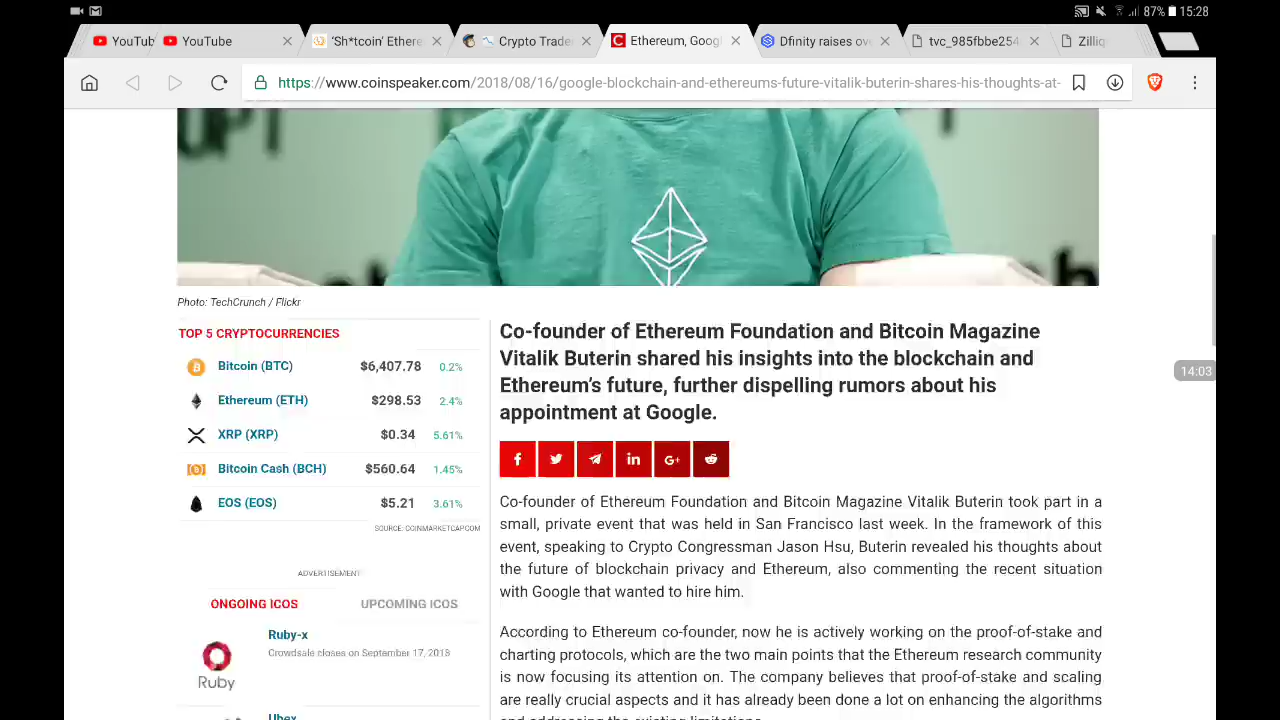 87% 15:28
YouTub YouTube 'Sh*tcoin' Ethere Crypto Trade Ethereum, Goog Dfinity raises ov tvc_985fbbe254 Zilliq
https://www.coinspeaker.com/2018/08/16/google-blockchain-and-ethereums-future-vitalik-buterin-shares-his-thoughts-at-
Photo: TechCrunch / Flickr
TOP 5 CRYPTOCURRENCIES
Bitcoin (BTC) $6,407.78 0.2%
Ethereum (ETH) $298.53 2.4%
XRP (XRP) $0.34 5.61%
Bitcoin Cash (BCH) $560.64 1.45%
EOS (EOS) $5.21 3.61%
SOURCE: COINMARKETCAP.COM
ADVERTISEMENT
ONGOING ICOS UPCOMING ICOS
Ruby-x
Crowdsale closes on September 17, 2018
Ruby
Ubex
Co-founder of Ethereum Foundation and Bitcoin Magazine
Vitalik Buterin shared his insights into the blockchain and
Ethereum's future, further dispelling rumors about his
appointment at Google.
f in G+
Co-founder of Ethereum Foundation and Bitcoin Magazine Vitalik Buterin took part in a
small, private event that was held in San Francisco last week. In the framework of this
event, speaking to Crypto Congressman Jason Hsu, Buterin revealed his thoughts about
the future of blockchain privacy and Ethereum, also commenting the recent situation
with Google that wanted to hire him.
According to Ethereum co-founder, now he is actively working on the proof-of-stake and
charting protocols, which are the two main points that the Ethereum research community
is now focusing its attention on. The company believes that proof-of-stake and scaling
are really crucial aspects and it has already been done a lot on enhancing the algorithms
and addressing the existing limitations.
14:03